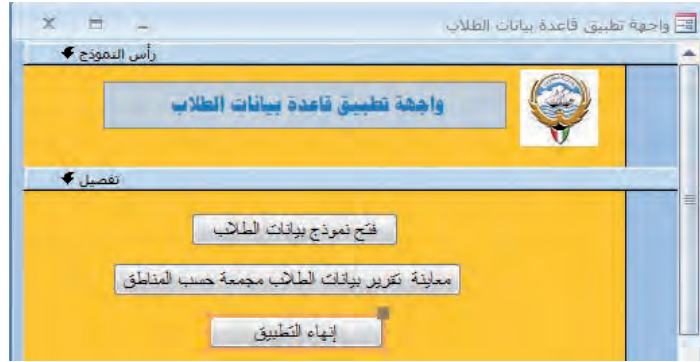 واجهة تطبيق قاعدة بيانات الطلاب
رأس النموذج
واجهة تطبيق قاعدة بيانات الطلاب
تفصيل
فتح نموذج بيانات الطلاب
معاينة تقرير بيانات الطلاب مجمعة حسب المناطق
إنهاء التطبيق